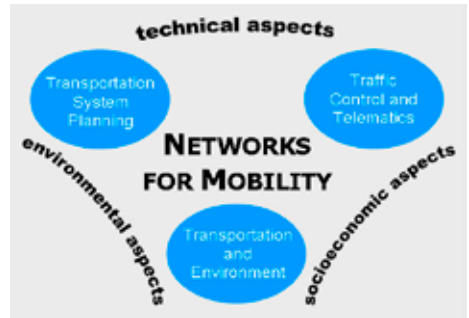 technical aspects
Transportation
System
Planning
Traffic
Control and
Telematics
NETWORKS
FOR MOBILITY
environmental aspects
socioeconomic aspects
Transportation
and
Environment